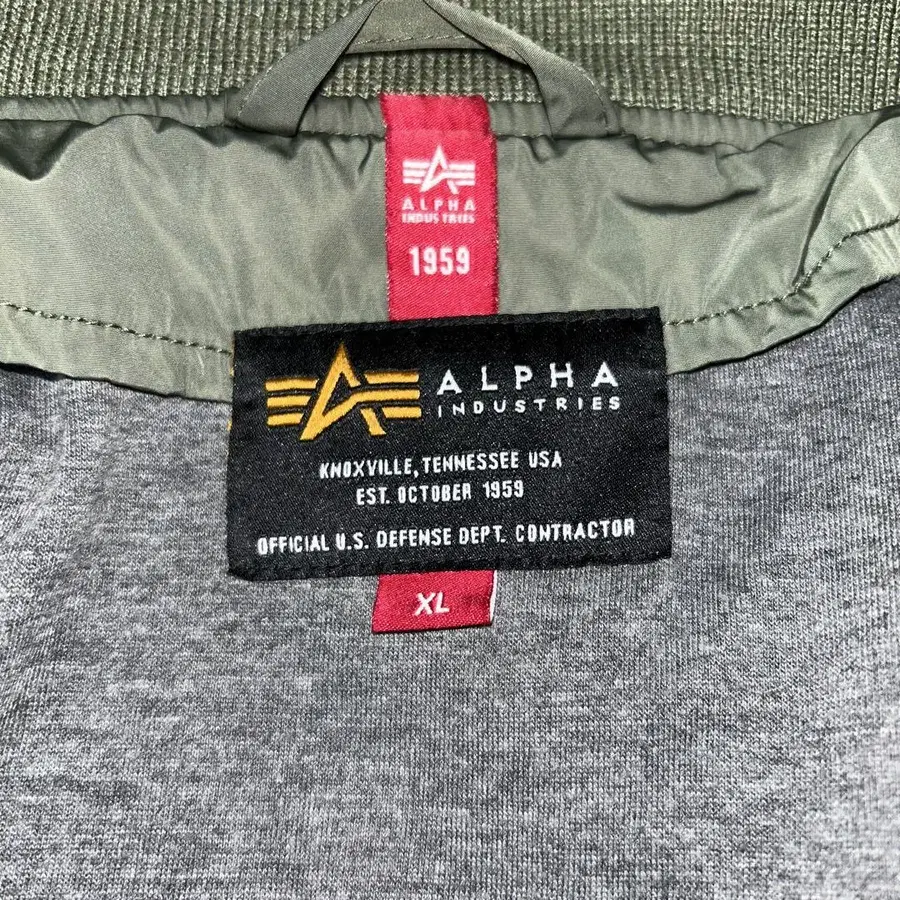 ALPHA
INDUSTRIES
1959
ALPHA
INDUSTRIES
KNOXVILLE, TENNESSEE USA
EST. OCTOBER 1959
OFFICIAL U.S. DEFENSE DEPT. CONTRACTOR
XL